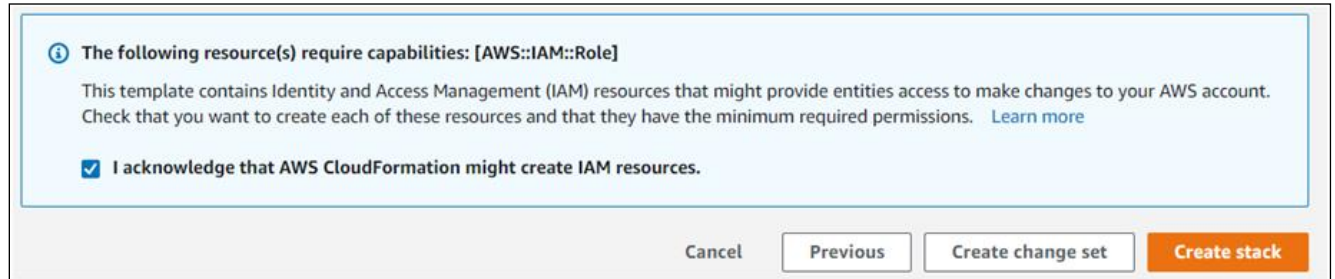 The following resource(s) require capabilities: [AWS::IAM::Role]
This template contains Identity and Access Management (IAM) resources that might provide entities access to make changes to your AWS account.
Check that you want to create each of these resources and that they have the minimum required permissions. Learn more
I acknowledge that AWS CloudFormation might create IAM resources.
Cancel Previous Create change set Create stack